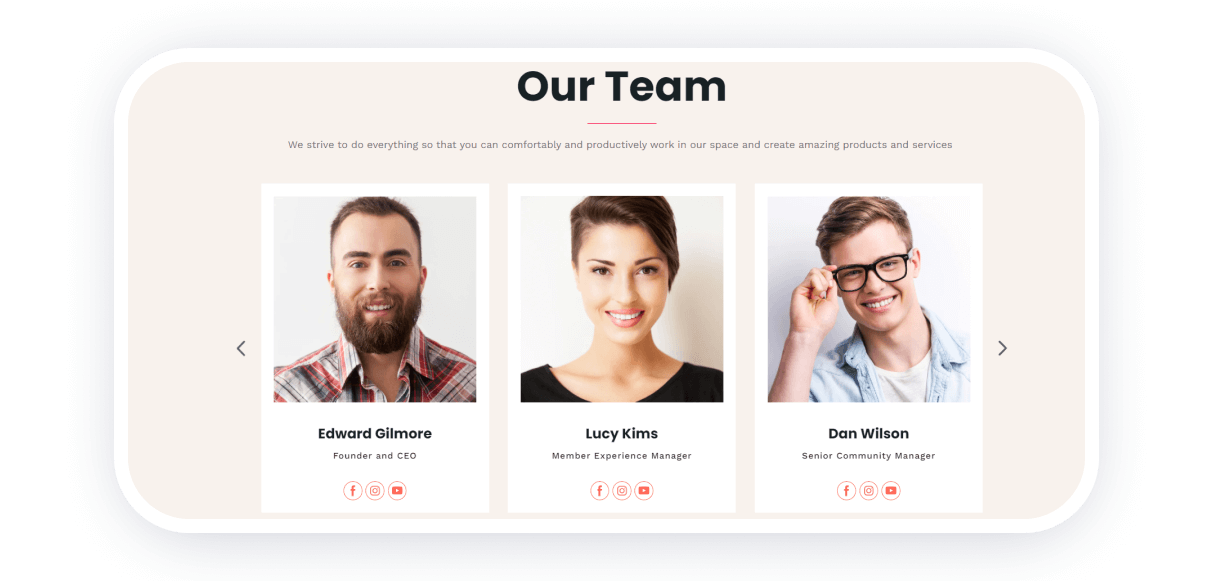 Our Team
We strive to do everything so that you can comfortably and productively work in our space and create amazing products and services
Edward Gilmore
Founder and CEO
Lucy Kims
Member Experience Manager
Dan Wilson
Senior Community Manager